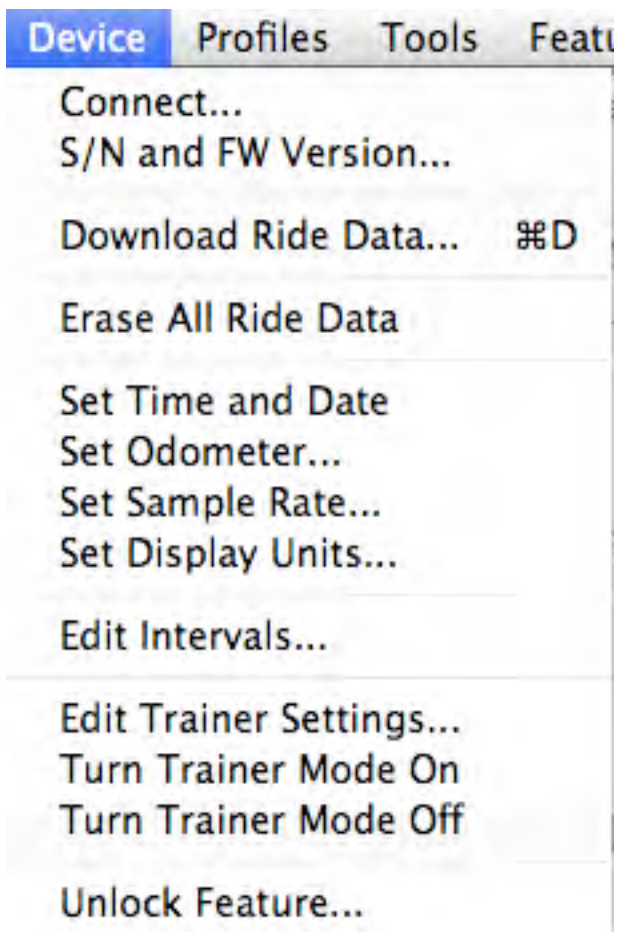 Device Profiles Tools Featu
Connect...
S/N and FW Version...
Download Ride Data... ⌘D
Erase All Ride Data
Set Time and Date
Set Odometer...
Set Sample Rate...
Set Display Units...
Edit Intervals...
Edit Trainer Settings...
Turn Trainer Mode On
Turn Trainer Mode Off
Unlock Feature...